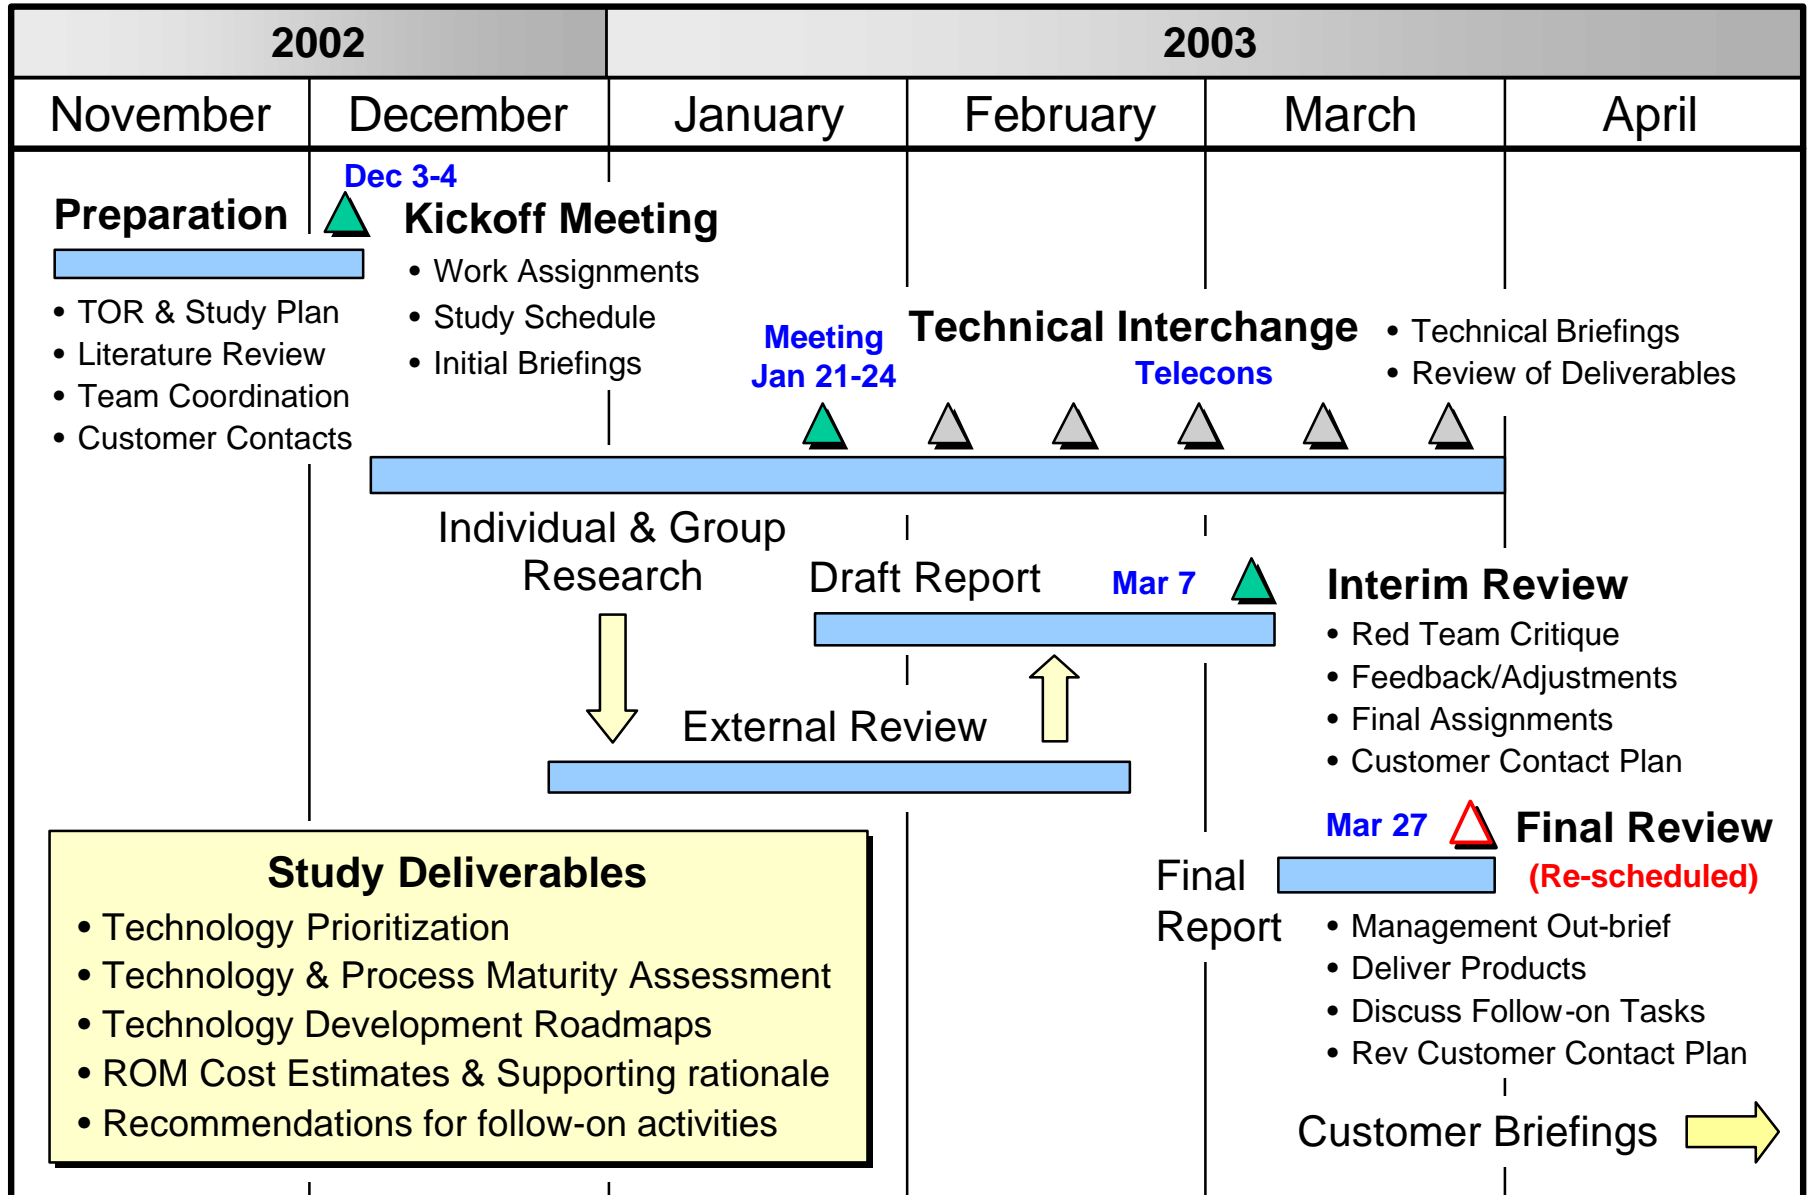 2002 2003
November December January February March April
Dec 3-4
Preparation
Kickoff Meeting
• Work Assignments
• Study Schedule
• Initial Briefings
• TOR & Study Plan
• Literature Review
• Team Coordination
• Customer Contacts
Meeting
Jan 21-24
Technical Interchange
Telecons
• Technical Briefings
• Review of Deliverables
Individual & Group
Research
Draft Report
Mar 7
Interim Review
• Red Team Critique
• Feedback/Adjustments
• Final Assignments
• Customer Contact Plan
External Review
Mar 27
Final Review
(Re-scheduled)
Final
Report
• Management Out-brief
• Deliver Products
• Discuss Follow-on Tasks
• Rev Customer Contact Plan
Study Deliverables
• Technology Prioritization
• Technology & Process Maturity Assessment
• Technology Development Roadmaps
• ROM Cost Estimates & Supporting rationale
• Recommendations for follow-on activities
Customer Briefings